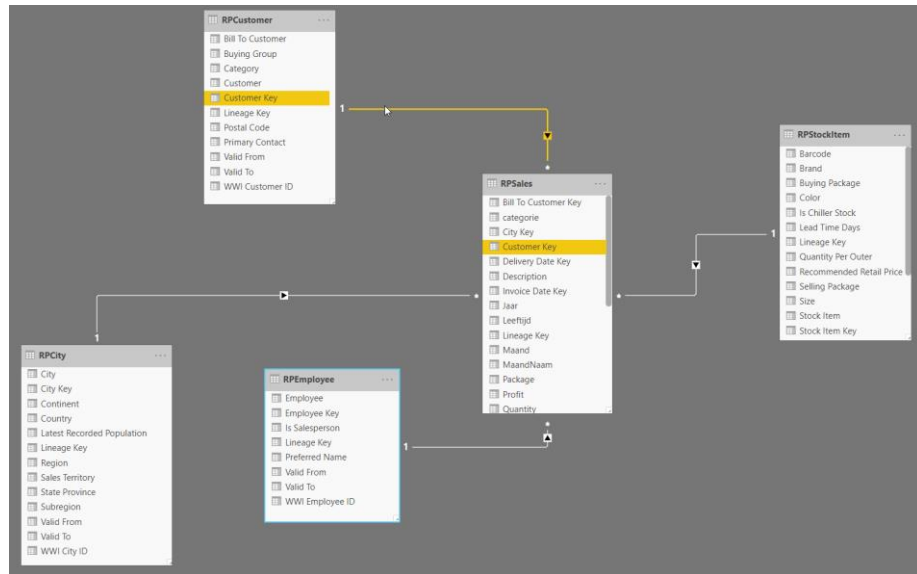 RPCustomer
Bill To Customer
Buying Group
Category
Customer
Customer Key
Lineage Key
Postal Code
Primary Contact
Valid From
Valid To
WWI Customer ID
1
RPStockItem
Barcode
Brand
Buying Package
Color
Is Chiller Stock
Lead Time Days
Lineage Key
Quantity Per Outer
Recommended Retail Price
Selling Package
Size
Stock Item
Stock Item Key
1
RPSales
Bill To Customer Key
categorie
City Key
Customer Key
Delivery Date Key
Description
Invoice Date Key
Jaar
Leeftijd
Lineage Key
Maand
MaandNaam
Package
Profit
Quantity
1
RPCity
City
City Key
Continent
Country
Latest Recorded Population
Lineage Key
Region
Sales Territory
State Province
Subregion
Valid From
Valid To
WWI City ID
RPEmployee
Employee
Employee Key
Is Salesperson
Lineage Key
Preferred Name
Valid From
Valid To
WWI Employee ID
1